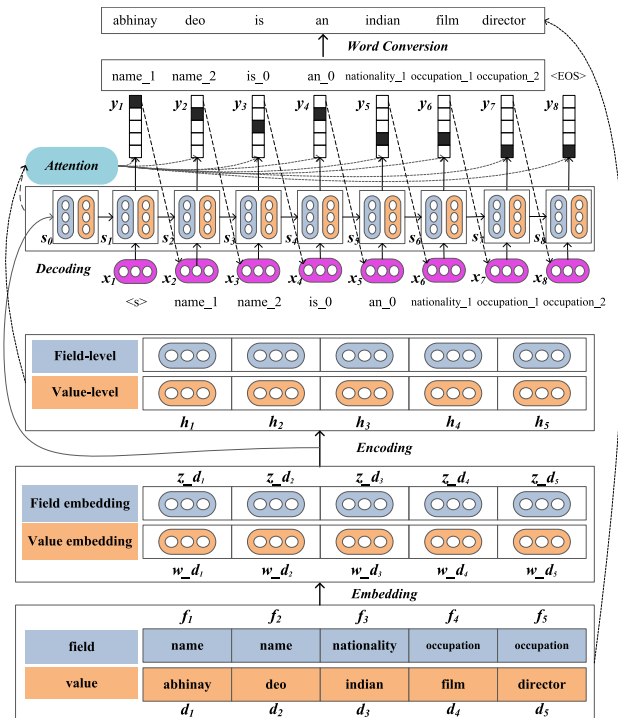 abhinay deo is an indian film director
Word Conversion
name_1 name_2 is_0 an_0 nationality_1 occupation_1 occupation_2 <EOS>
y1 y2 y3 y4 y5 y6 y7 y8
Attention
s0 s1 s2 s3 s4 s5 s6 s7 s8
Decoding x1 x2 x3 x4 x5 x6 x7 x8
<s> name_1 name_2 is_0 an_0 nationality_1 occupation_1 occupation_2
Field-level
Value-level
h1 h2 h3 h4 h5
Encoding
z_d1 z_d2 z_d3 z_d4 z_d5
Field embedding
Value embedding
w_d1 w_d2 w_d3 w_d4 w_d5
Embedding
f1 f2 f3 f4 f5
field name name nationality occupation occupation
value abhinay deo indian film director
d1 d2 d3 d4 d5